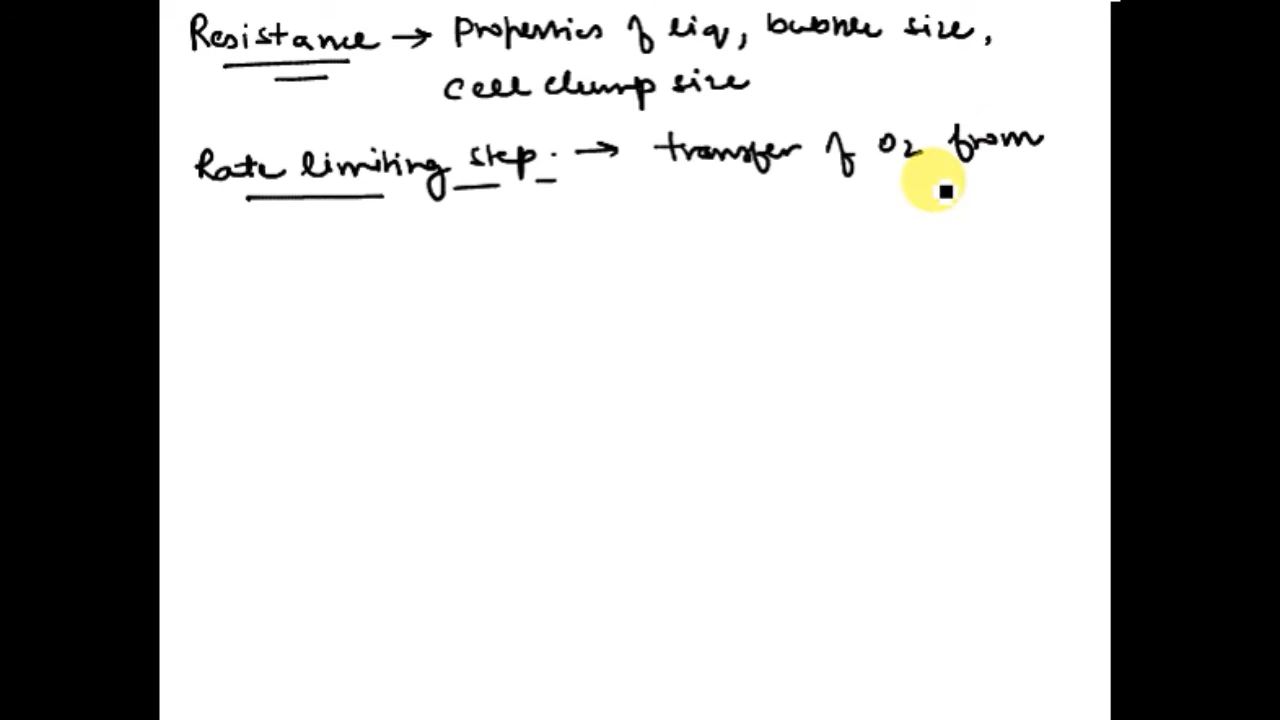 Resistance → Properties of liq, bubble size,
cell clump size
Rate limiting step. → transfer of O2 from